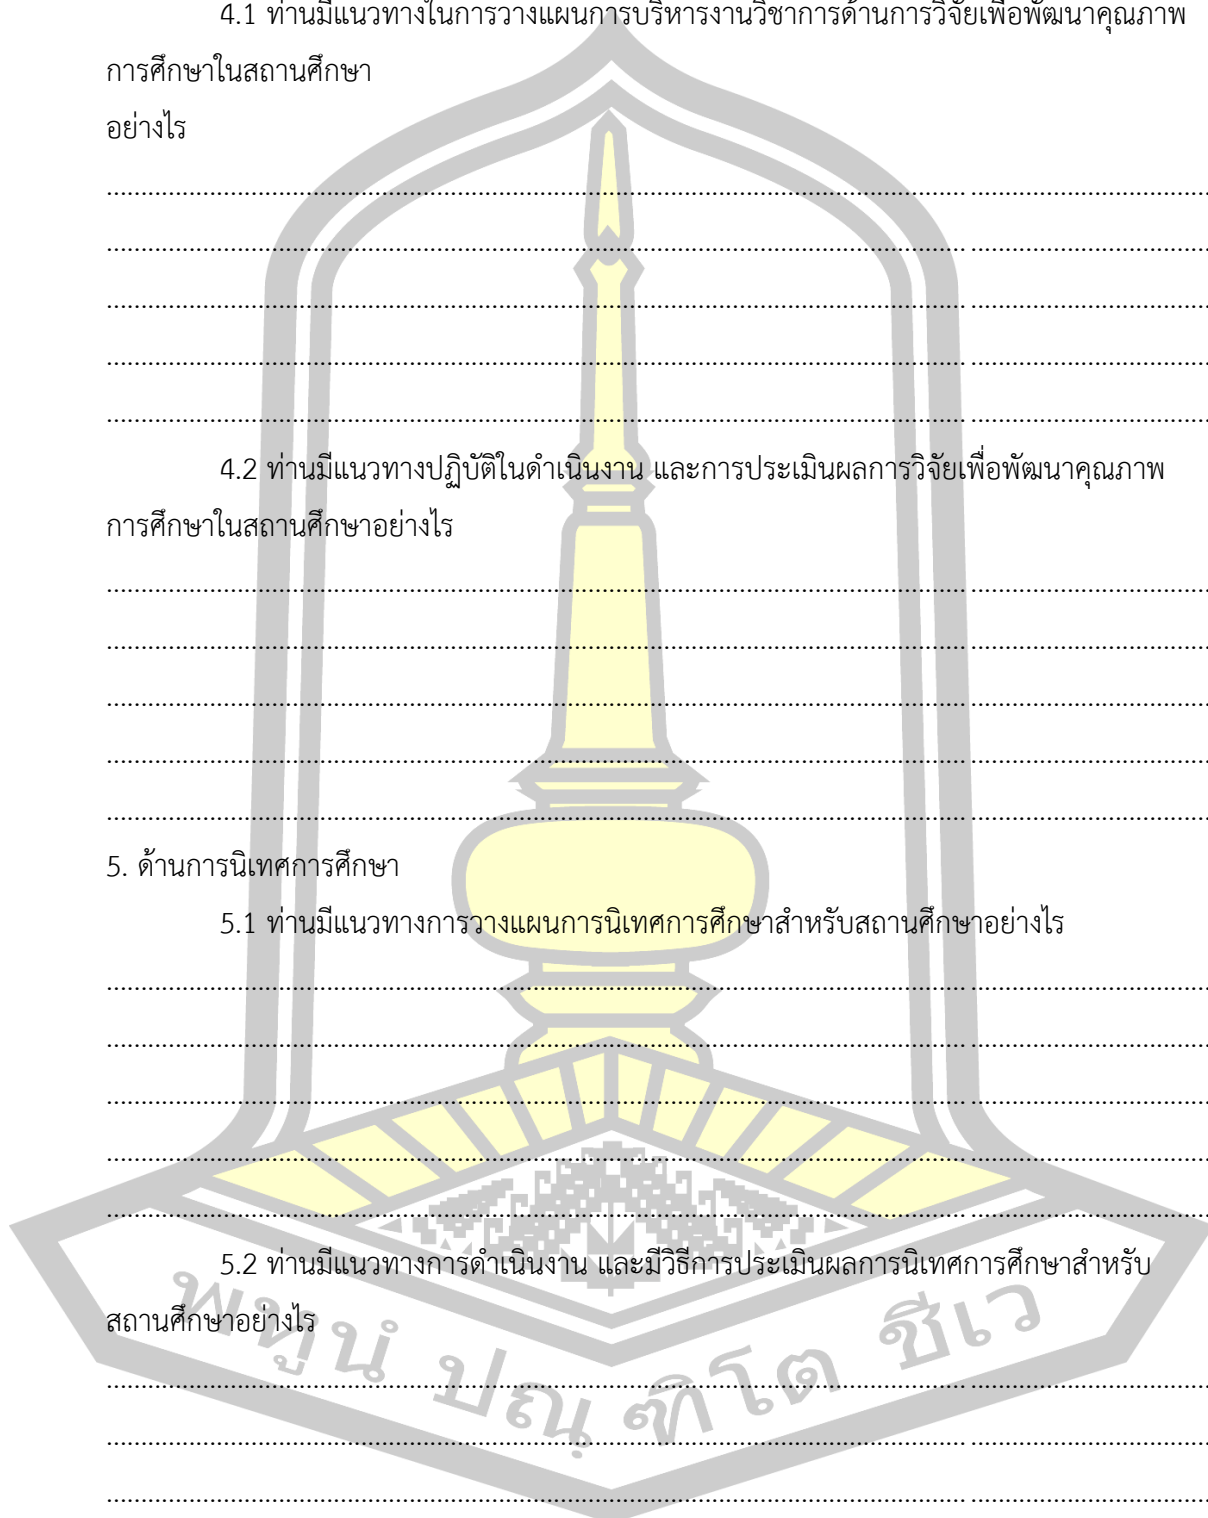 4.1 ท่านมีแนวทางในการวางแผนการบริหารงานวิชาการด้านการวิจัยเพื่อพัฒนาคุณภาพ
การศึกษาในสถานศึกษา
อย่างไร
4.2 ท่านมีแนวทางปฏิบัติในดำเนินงาน และการประเมินผลการวิจัยเพื่อพัฒนาคุณภาพ
การศึกษาในสถานศึกษาอย่างไร
5. ด้านการนิเทศการศึกษา
5.1 ท่านมีแนวทางการวางแผนการนิเทศการศึกษาสำหรับสถานศึกษาอย่างไร
5.2 ท่านมีแนวทางการดำเนินงาน และมีวิธีการประเมินผลการนิเทศการศึกษาสำหรับ
สถานศึกษาอย่างไร
พหูนํ ปณฺฑิโต ชีเว